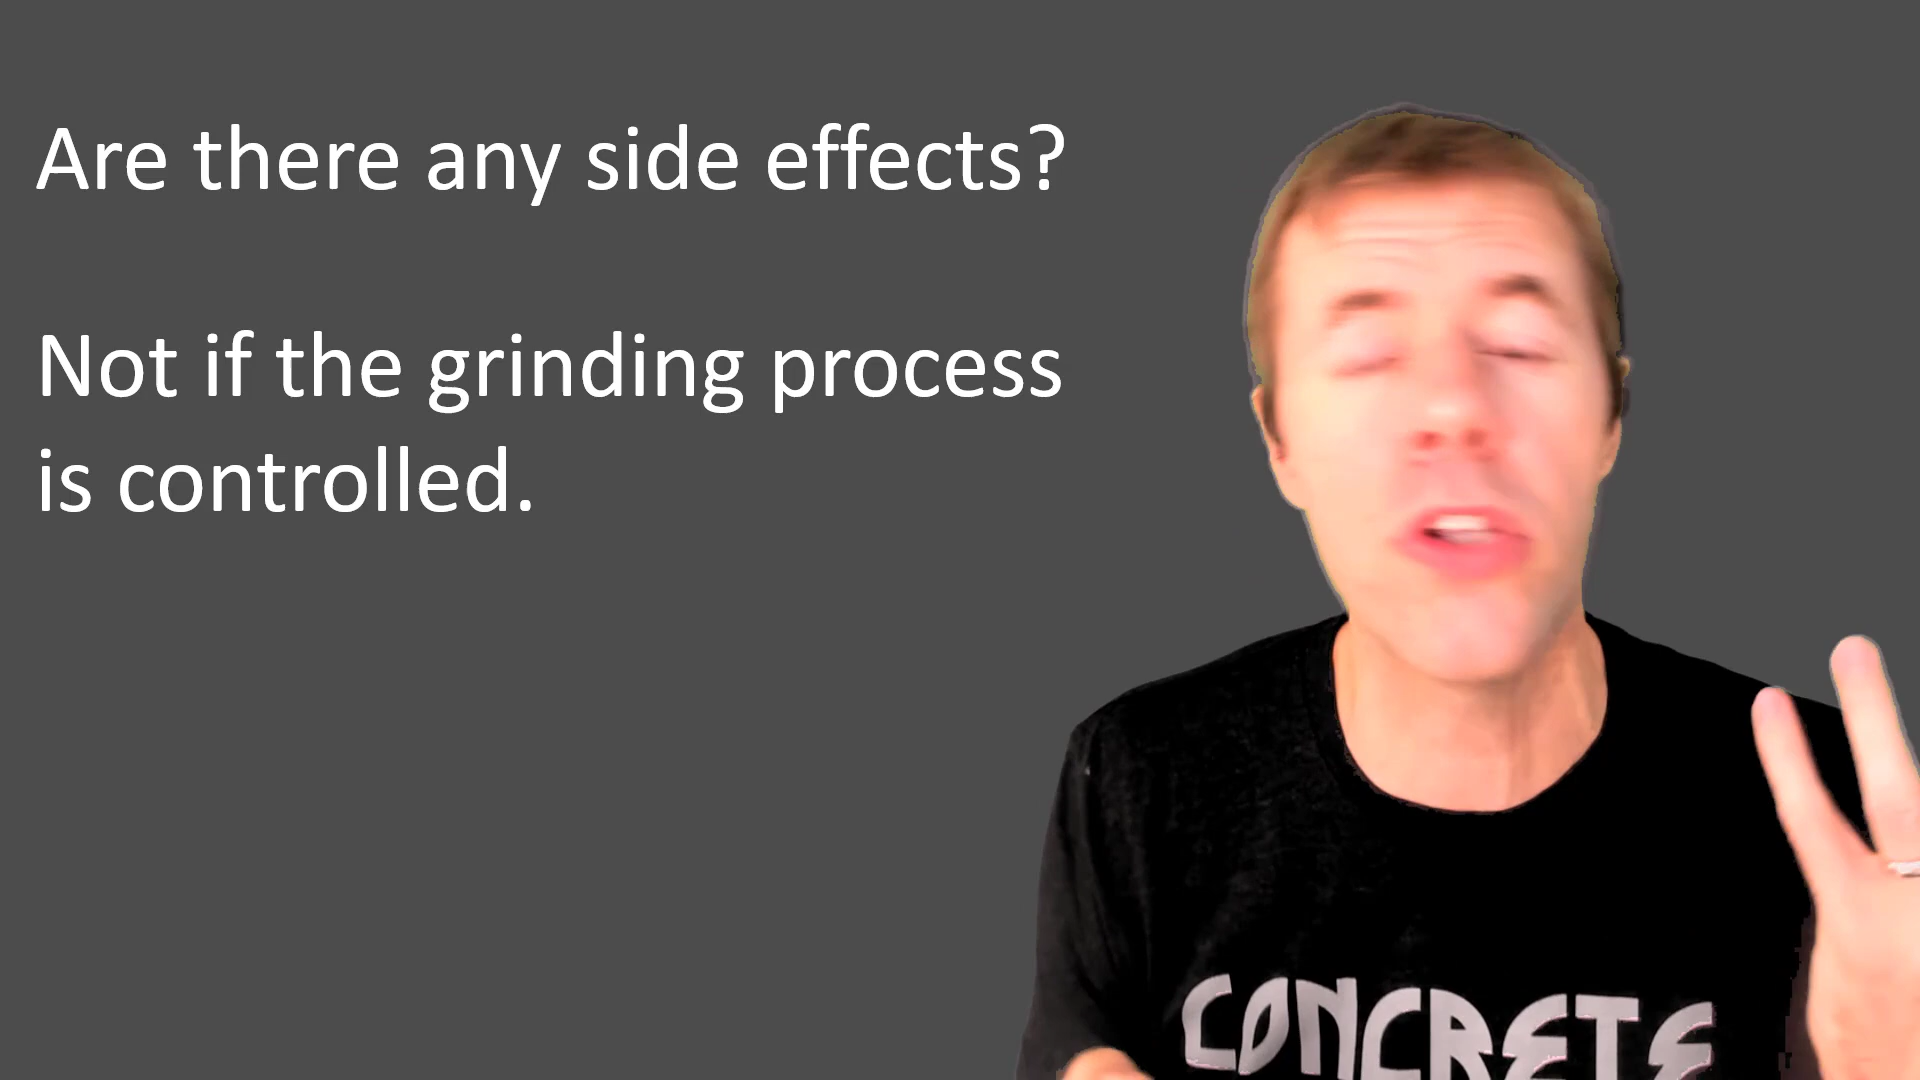 Are there any side effects?
Not if the grinding process
is controlled.
CONCRETE